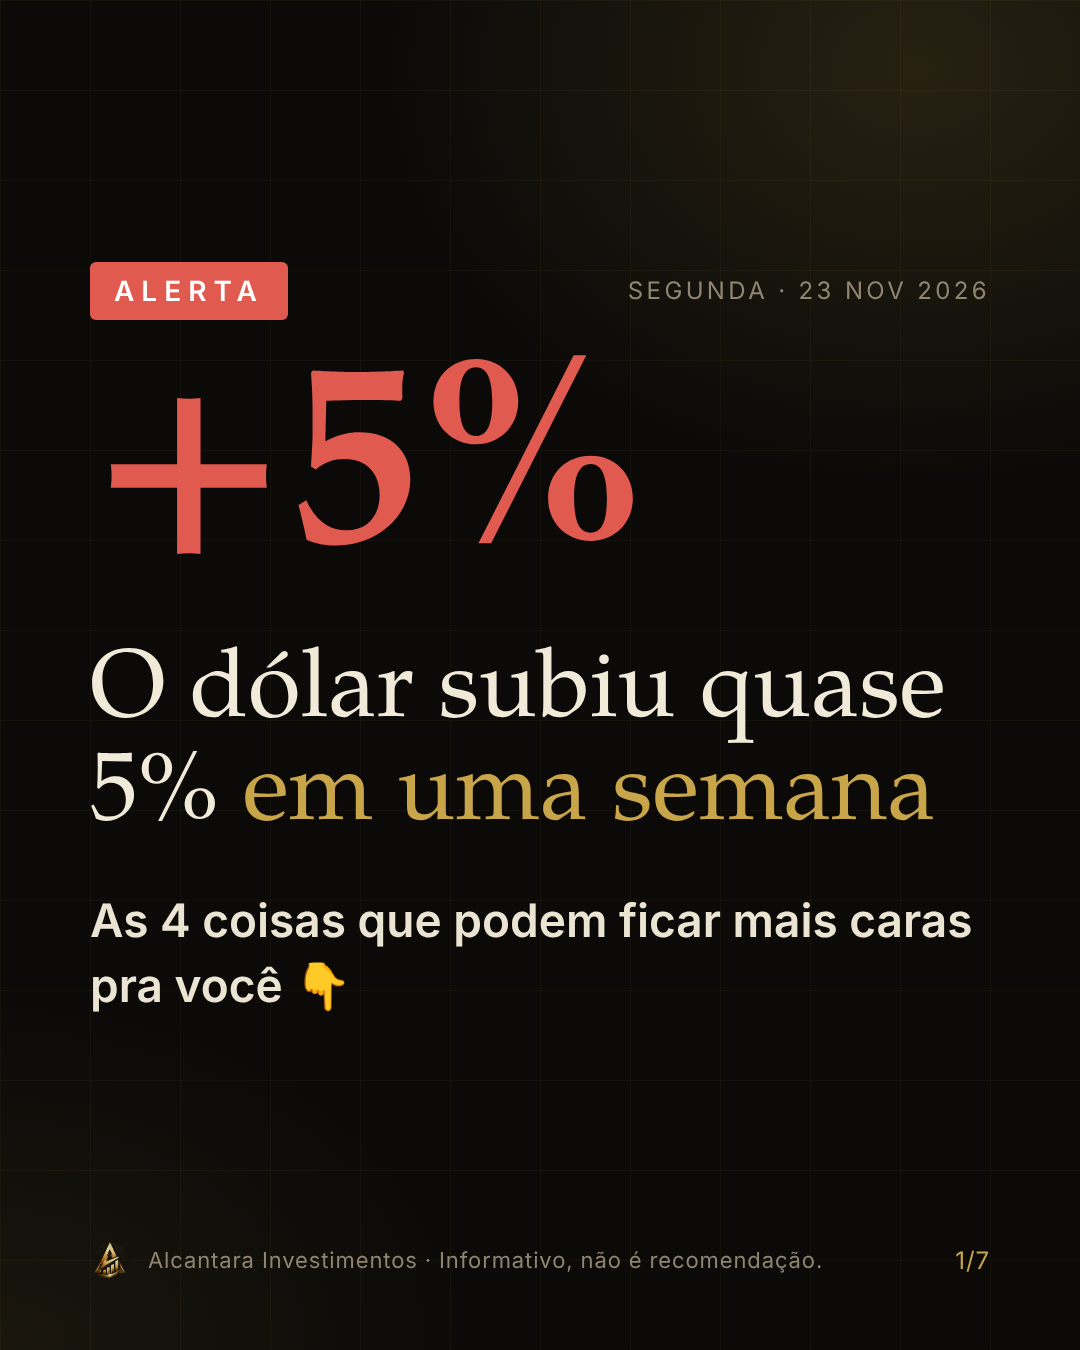 ALERTA
SEGUNDA · 23 NOV 2026
+5%
O dólar subiu quase
5% em uma semana
As 4 coisas que podem ficar mais caras
pra você 👇
Alcantara Investimentos · Informativo, não é recomendação.
1/7